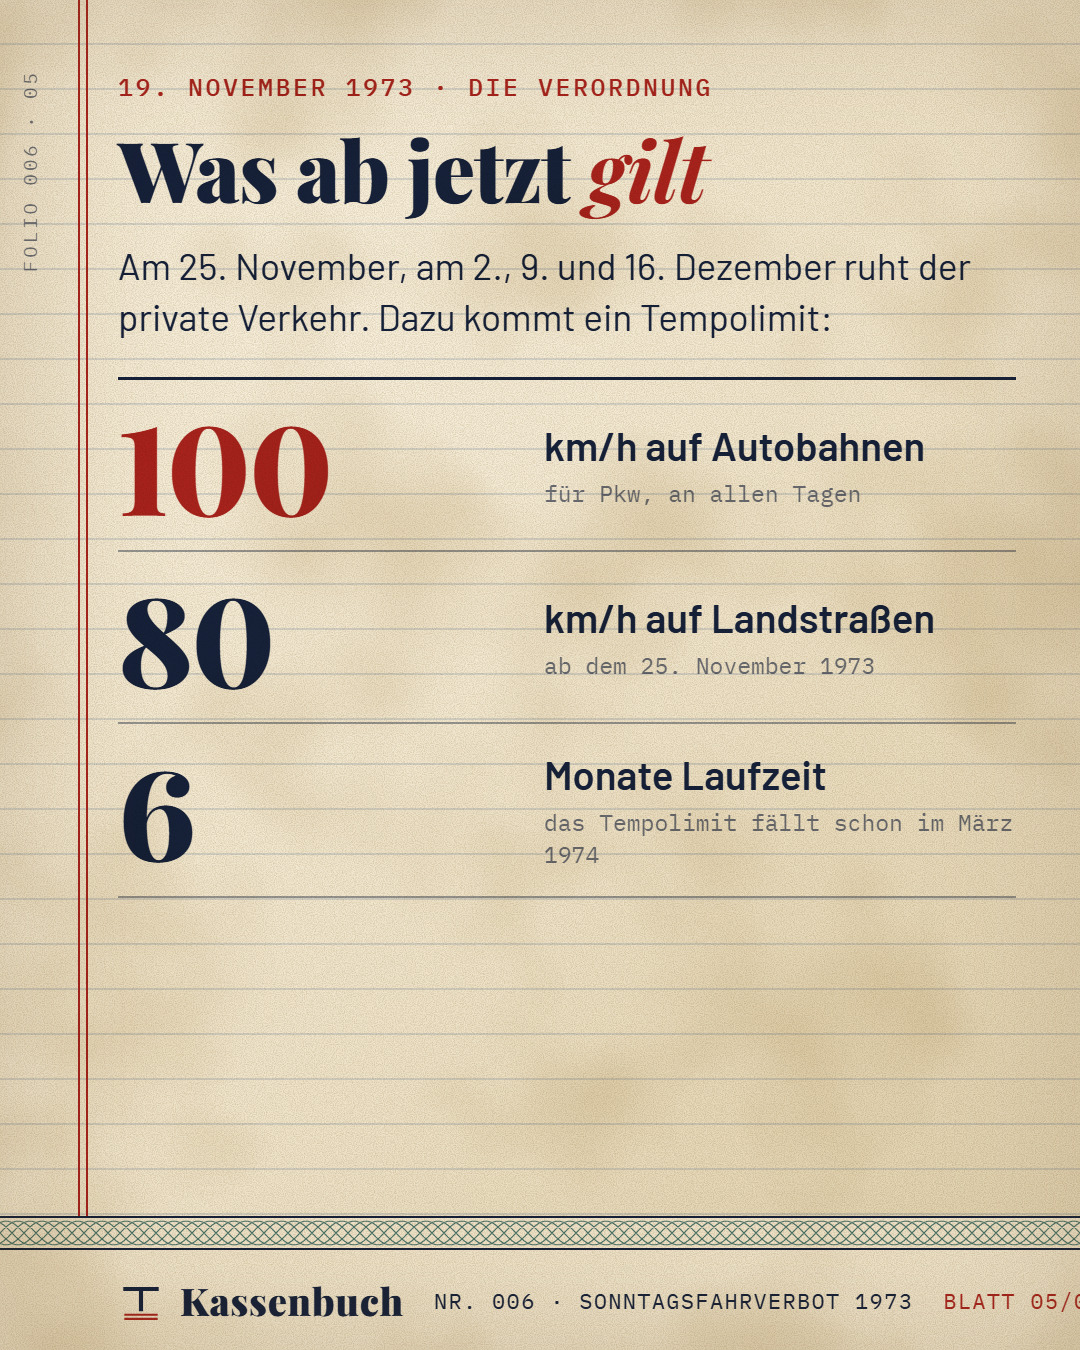 FOLIO 006 · 05
19. NOVEMBER 1973 · DIE VERORDNUNG
Was ab jetzt gilt
Am 25. November, am 2., 9. und 16. Dezember ruht der
private Verkehr. Dazu kommt ein Tempolimit:
100
km/h auf Autobahnen
für Pkw, an allen Tagen
80
km/h auf Landstraßen
ab dem 25. November 1973
6
Monate Laufzeit
das Tempolimit fällt schon im März
1974
Kassenbuch NR. 006 · SONNTAGSFAHRVERBOT 1973 BLATT 05/